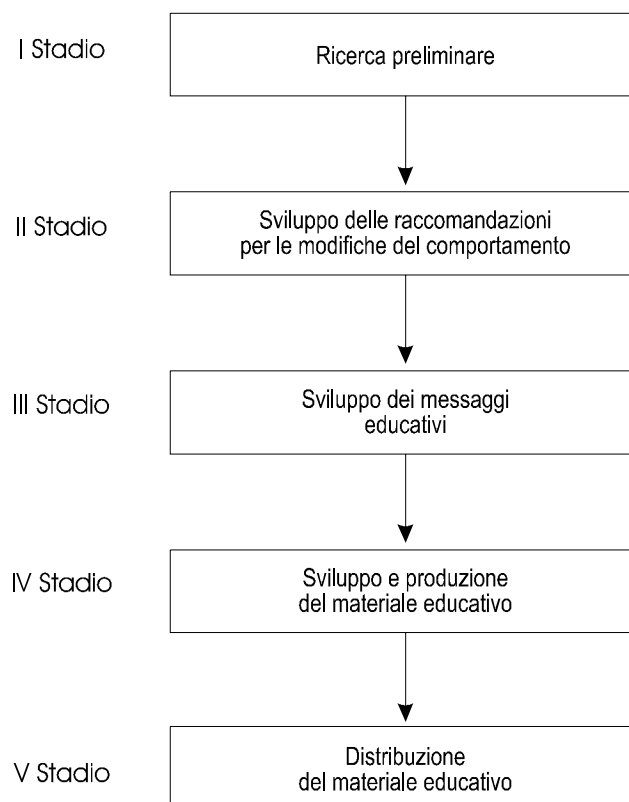 I Stadio
Ricerca preliminare
II Stadio
Sviluppo delle raccomandazioni
per le modifiche del comportamento
III Stadio
Sviluppo dei messaggi
educativi
IV Stadio
Sviluppo e produzione
del materiale educativo
V Stadio
Distribuzione
del materiale educativo